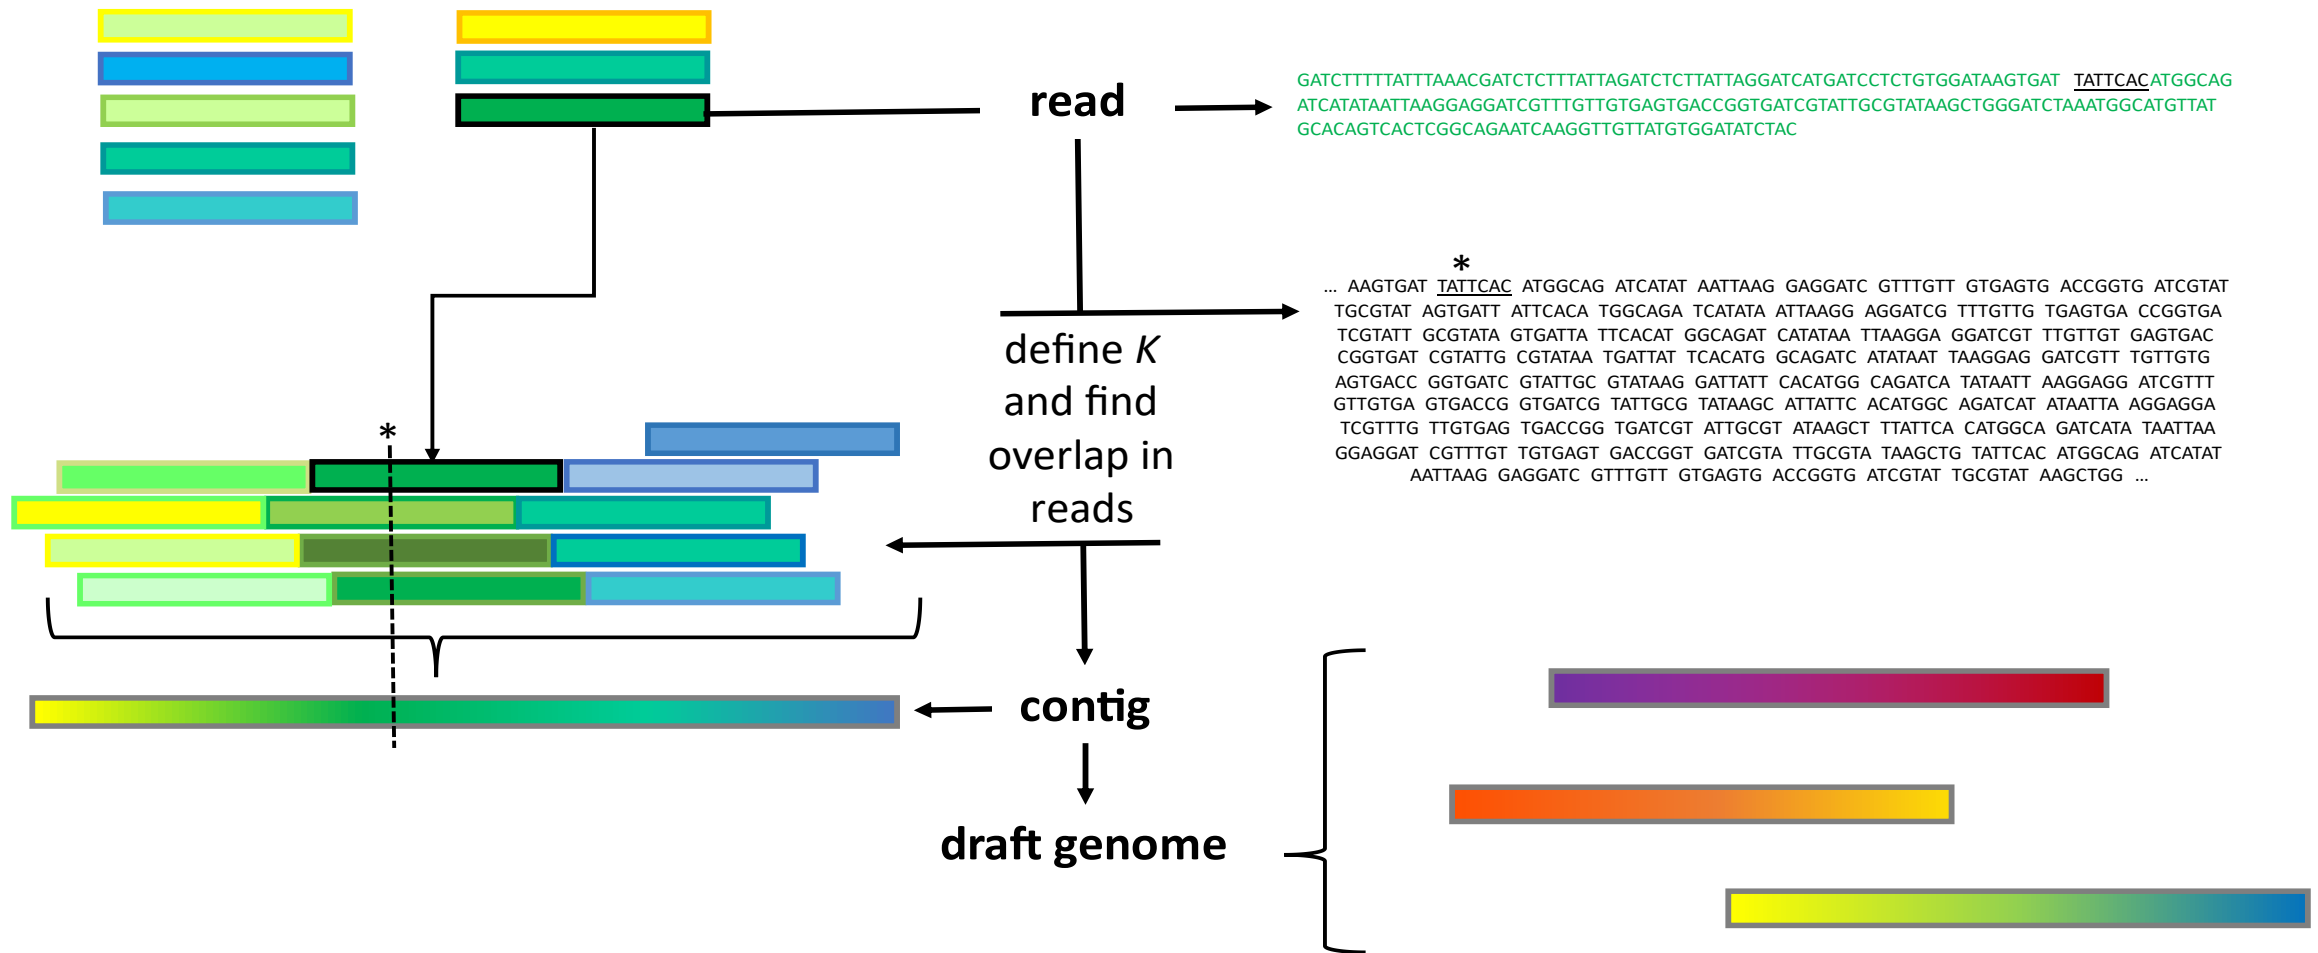 read
GATCTTTTTATTTAAACGATCTCTTTATTAGATCTCTTATTAGGATCATGATCCTCTGTGGATAAGTGAT TATTCACATGGCAG
ATCATATAATTAAGGAGGATCGTTTGTTGTGAGTGACCGGTGATCGTATTGCGTATAAGCTGGGATCTAAATGGCATGTTAT
GCACAGTCACTCGGCAGAATCAAGGTTGTTATGTGGATATCTAC
*
... AAGTGAT TATTCAC ATGGCAG ATCATAT AATTAAG GAGGATC GTTTGTT GTGAGTG ACCGGTG ATCGTAT
TGCGTAT AGTGATT ATTCACA TGGCAGA TCATATA ATTAAGG AGGATCG TTTGTTG TGAGTGA CCGGTGA
TCGTATT GCGTATA GTGATTA TTCACAT GGCAGAT CATATAA TTAAGGA GGATCGT TTGTTGT GAGTGAC
CGGTGAT CGTATTG CGTATAA TGATTAT TCACATG GCAGATC ATATAAT TAAGGAG GATCGTT TGTTGTG
AGTGACC GGTGATC GTATTGC GTATAAG GATTATT CACATGG CAGATCA TATAATT AAGGAGG ATCGTTT
GTTGTGA GTGACCG GTGATCG TATTGCG TATAAGC ATTATTC ACATGGC AGATCAT ATAATTA AGGAGGA
TCGTTTG TTGTGAG TGACCGG TGATCGT ATTGCGT ATAAGCT TTATTCA CATGGCA GATCATA TAATTAA
GGAGGAT CGTTTGT TGTGAGT GACCGGT GATCGTA TTGCGTA TAAGCTG TATTCAC ATGGCAG ATCATAT
AATTAAG GAGGATC GTTTGTT GTGAGTG ACCGGTG ATCGTAT TGCGTAT AAGCTGG ...
define K
and find
overlap in
reads
*
contig
draft genome